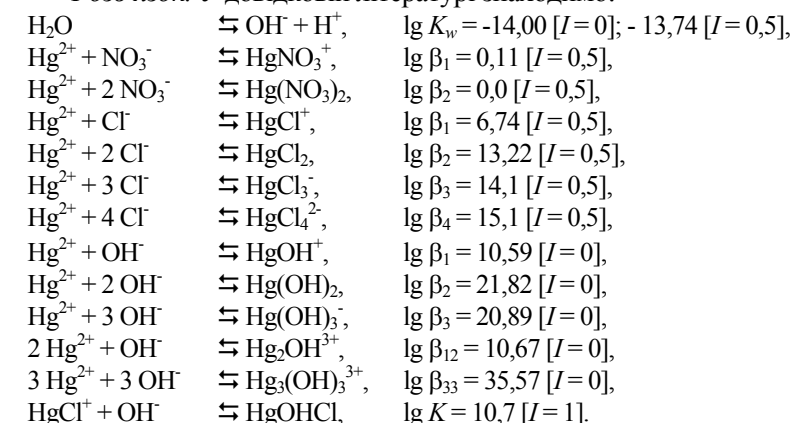 H₂O ⇆ OH⁻ + H⁺, lg Kw = -14,00 [I = 0]; - 13,74 [I = 0,5],
Hg²⁺ + NO₃⁻ ⇆ HgNO₃⁺, lg β₁ = 0,11 [I = 0,5],
Hg²⁺ + 2 NO₃⁻ ⇆ Hg(NO₃)₂, lg β₂ = 0,0 [I = 0,5],
Hg²⁺ + Cl⁻ ⇆ HgCl⁺, lg β₁ = 6,74 [I = 0,5],
Hg²⁺ + 2 Cl⁻ ⇆ HgCl₂, lg β₂ = 13,22 [I = 0,5],
Hg²⁺ + 3 Cl⁻ ⇆ HgCl₃⁻, lg β₃ = 14,1 [I = 0,5],
Hg²⁺ + 4 Cl⁻ ⇆ HgCl₄²⁻, lg β₄ = 15,1 [I = 0,5],
Hg²⁺ + OH⁻ ⇆ HgOH⁺, lg β₁ = 10,59 [I = 0],
Hg²⁺ + 2 OH⁻ ⇆ Hg(OH)₂, lg β₂ = 21,82 [I = 0],
Hg²⁺ + 3 OH⁻ ⇆ Hg(OH)₃⁻, lg β₃ = 20,89 [I = 0],
2 Hg²⁺ + OH⁻ ⇆ Hg₂OH³⁺, lg β₁₂ = 10,67 [I = 0],
3 Hg²⁺ + 3 OH⁻ ⇆ Hg₃(OH)₃³⁺, lg β₃₃ = 35,57 [I = 0],
HgCl⁺ + OH⁻ ⇆ HgOHCl, lg K = 10,7 [I = 1].